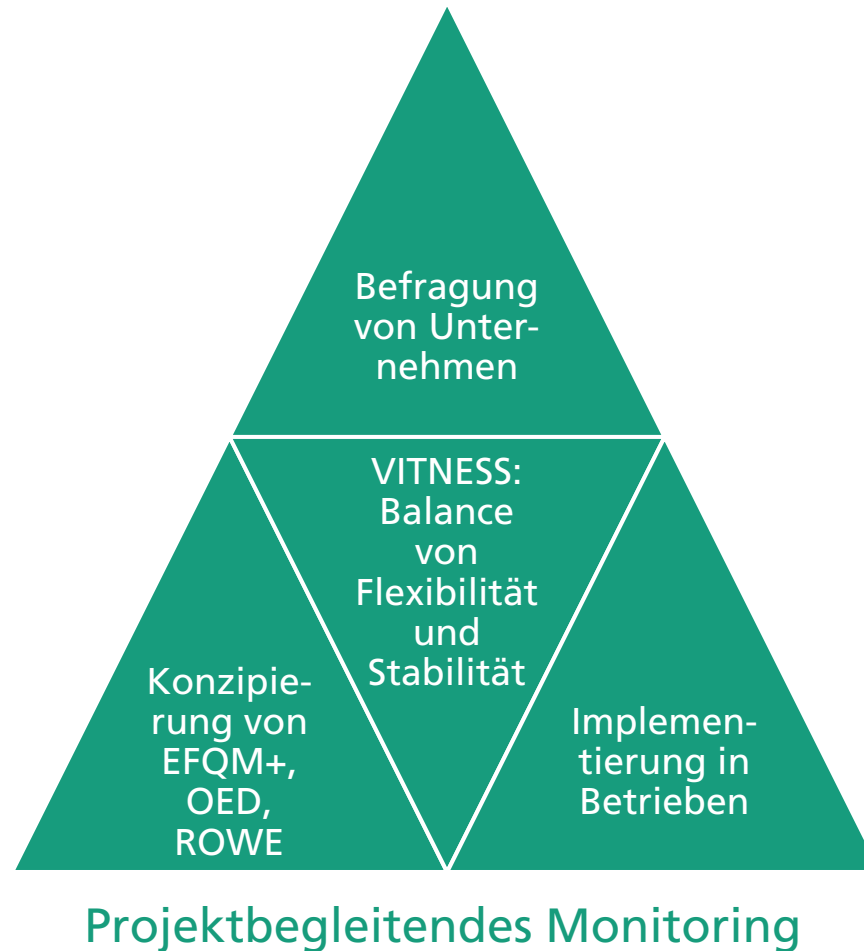 Befragung
von Unter-
nehmen
VITNESS:
Balance
von
Flexibilität
und
Stabilität
Konzipie-
rung von
EFQM+,
OED,
ROWE
Implemen-
tierung in
Betrieben
Projektbegleitendes Monitoring